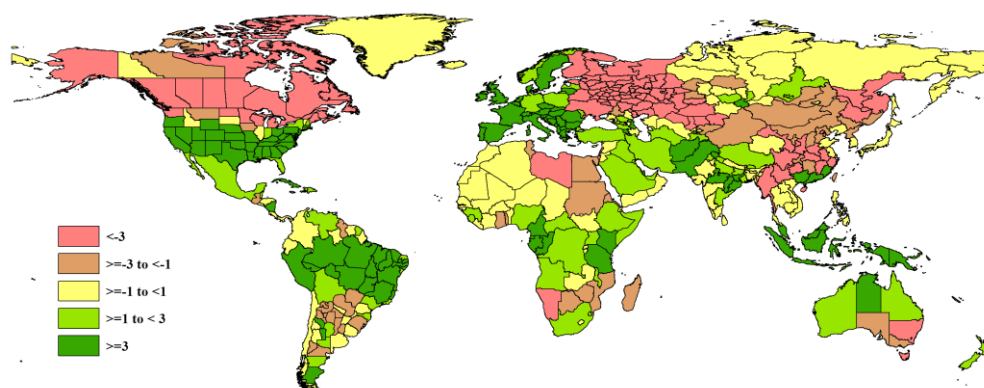 <-3
>=-3 to <-1
>=-1 to <1
>=1 to < 3
>=3